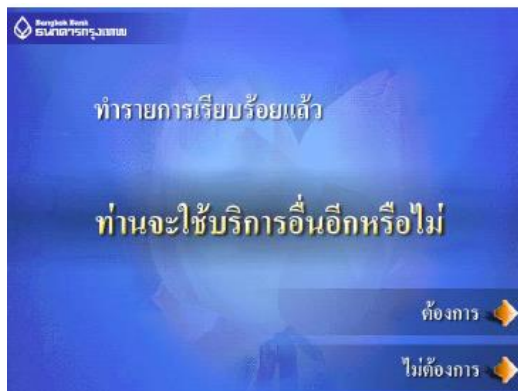 Bangkok Bank
ธนาคารกรุงเทพ
ทำรายการเรียบร้อยแล้ว
ท่านจะใช้บริการอื่นอีกหรือไม่
ต้องการ
ไม่ต้องการ